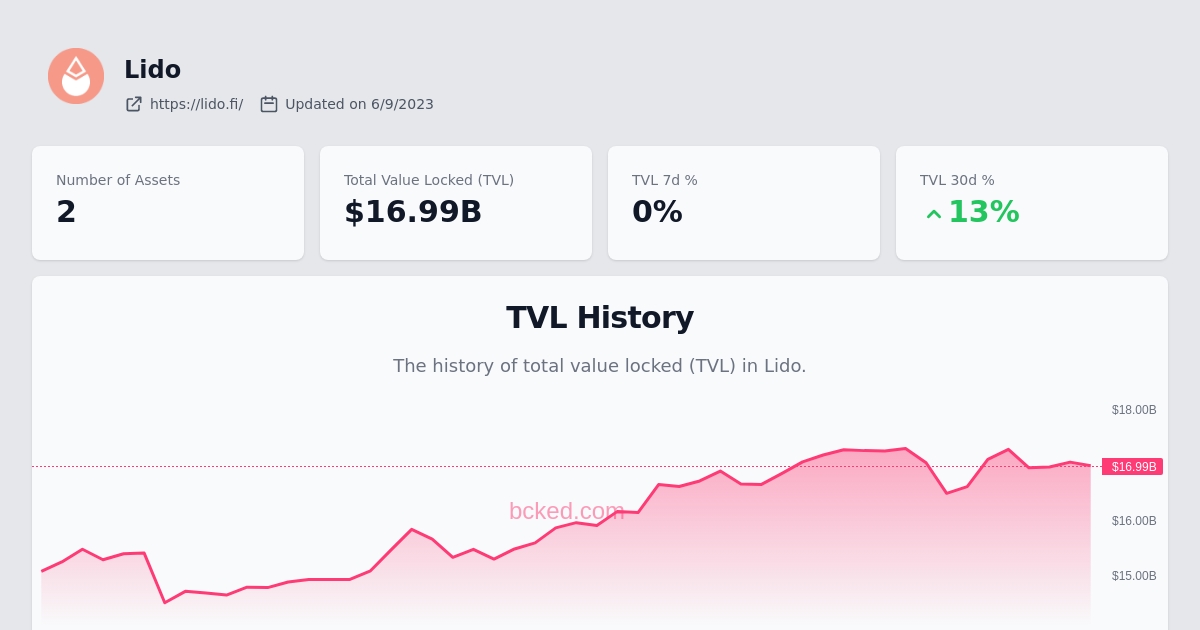 Lido
https://lido.fi/ Updated on 6/9/2023
Number of Assets
2
Total Value Locked (TVL)
$16.99B
TVL 7d %
0%
TVL 30d %
13%
TVL History
The history of total value locked (TVL) in Lido.
$18.00B
$16.99B
bcked.com
$16.00B
$15.00B